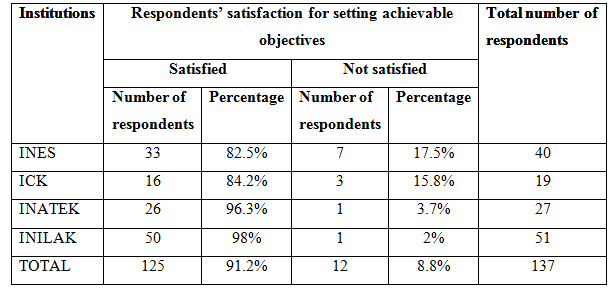 Institutions Respondents’ satisfaction for setting achievable objectives Total number of respondents
Satisfied Not satisfied
Number of respondents Percentage Number of respondents Percentage
INES 33 82.5% 7 17.5% 40
ICK 16 84.2% 3 15.8% 19
INATEK 26 96.3% 1 3.7% 27
INILAK 50 98% 1 2% 51
TOTAL 125 91.2% 12 8.8% 137